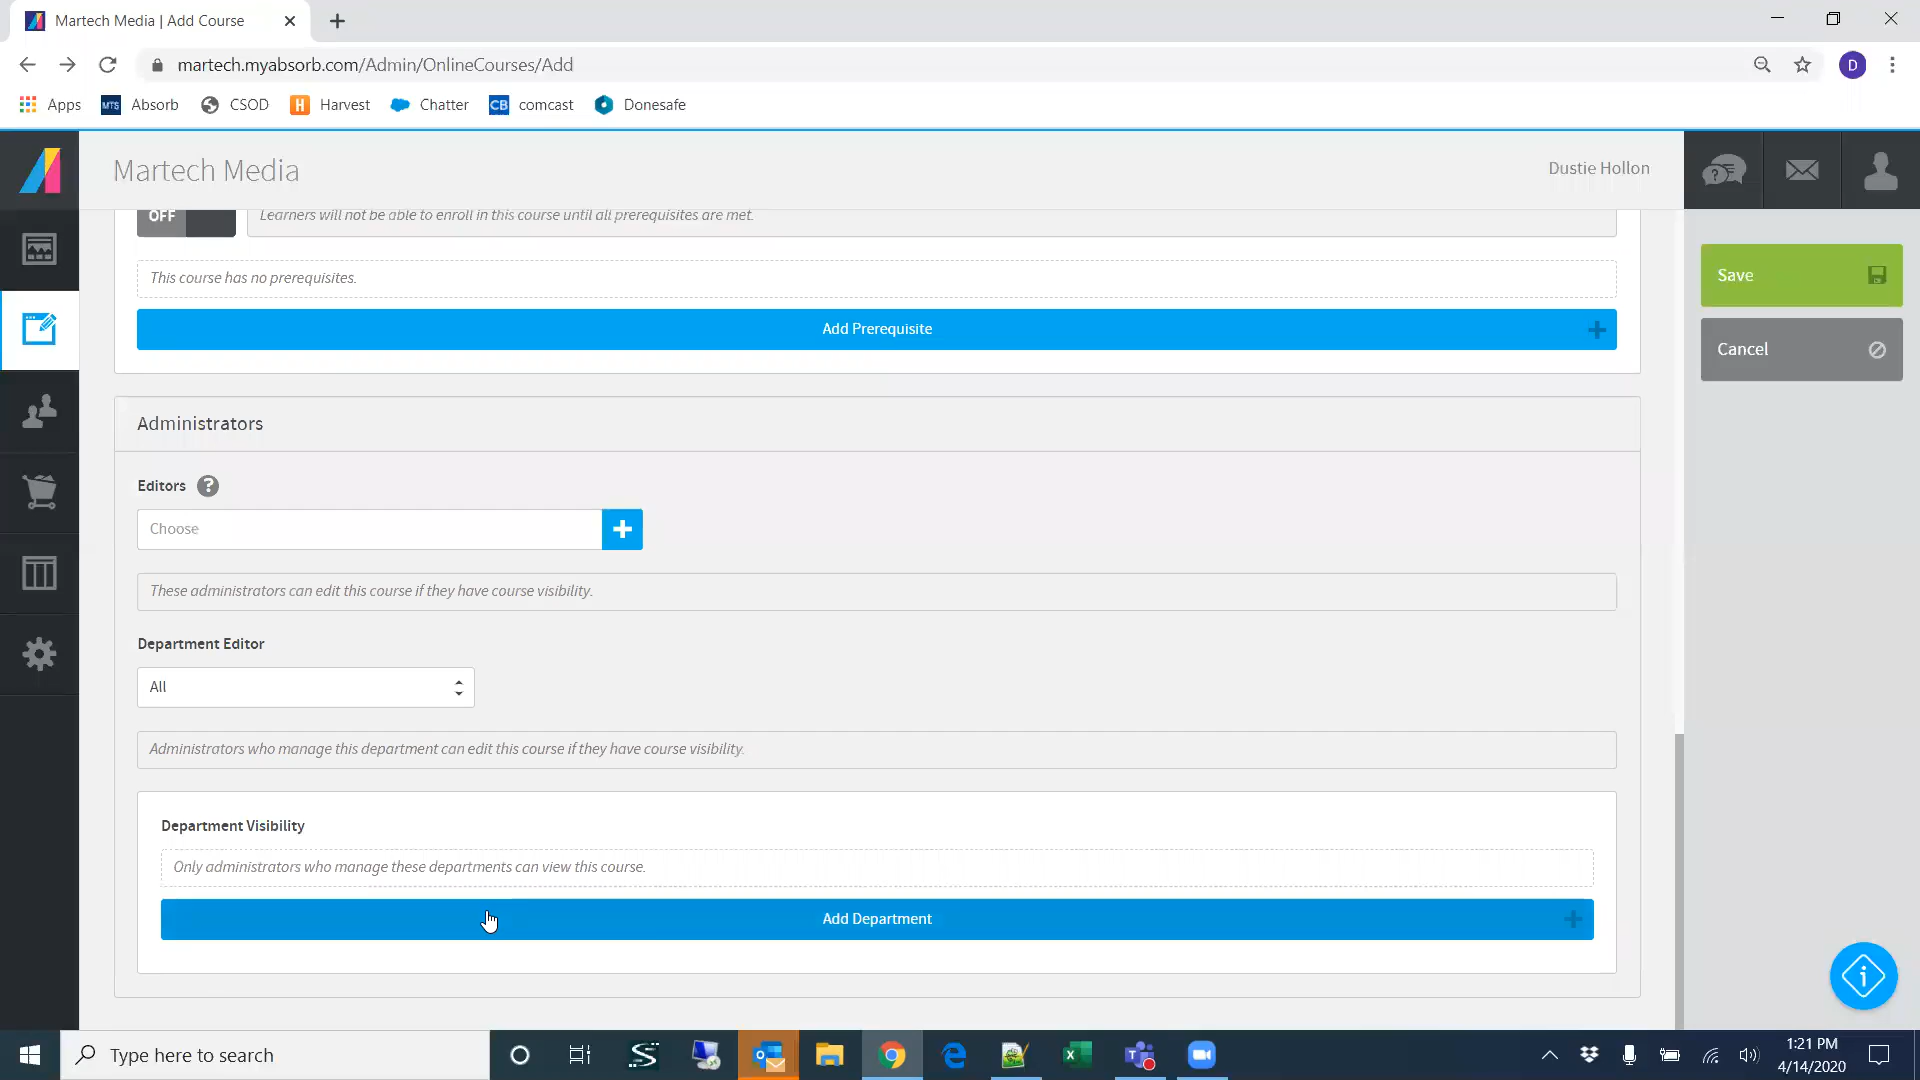 Martech Media | Add Course
martech.myabsorb.com/Admin/OnlineCourses/Add
D
Apps
MTS Absorb
CSOD
H Harvest
Chatter
CB comcast
Donesafe
Martech Media
Dustie Hollon
OFF
Learners will not be able to enroll in this course until all prerequisites are met.
This course has no prerequisites.
Add Prerequisite
Save
Cancel
Administrators
Editors ?
Choose
These administrators can edit this course if they have course visibility.
Department Editor
All
Administrators who manage this department can edit this course if they have course visibility.
Department Visibility
Only administrators who manage these departments can view this course.
Add Department
Type here to search
1:21 PM
4/14/2020